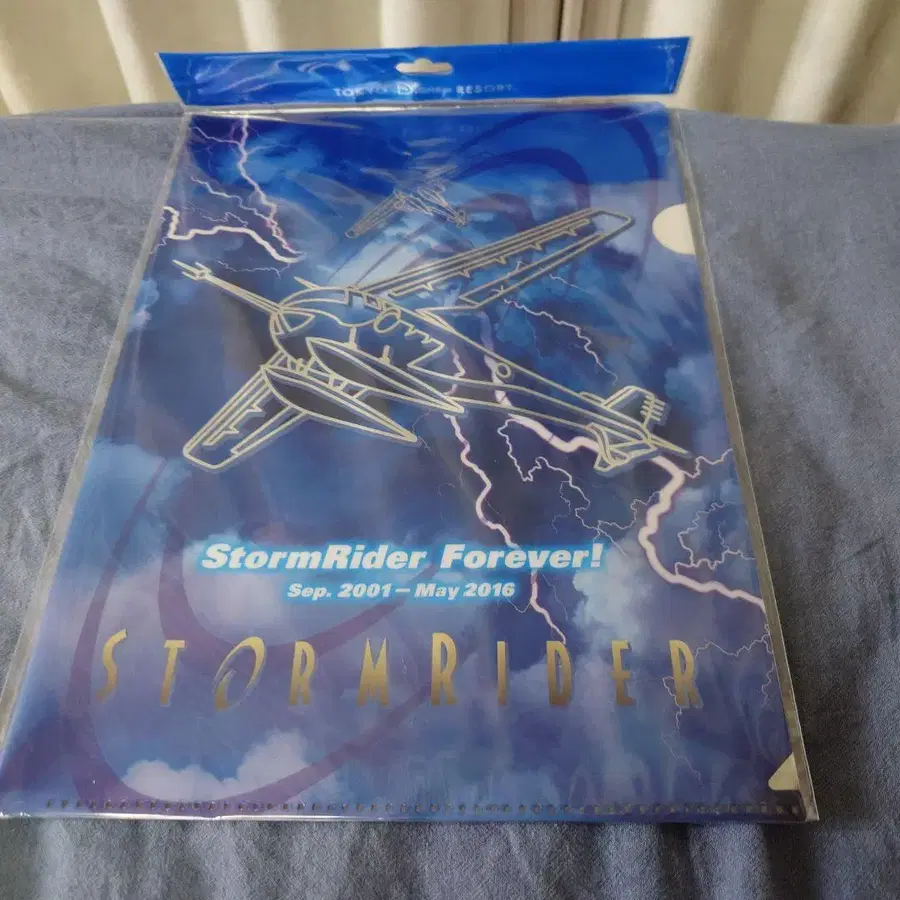 TOKYO Disney RESORT
StormRider Forever!
Sep. 2001 – May 2016
STORMRIDER